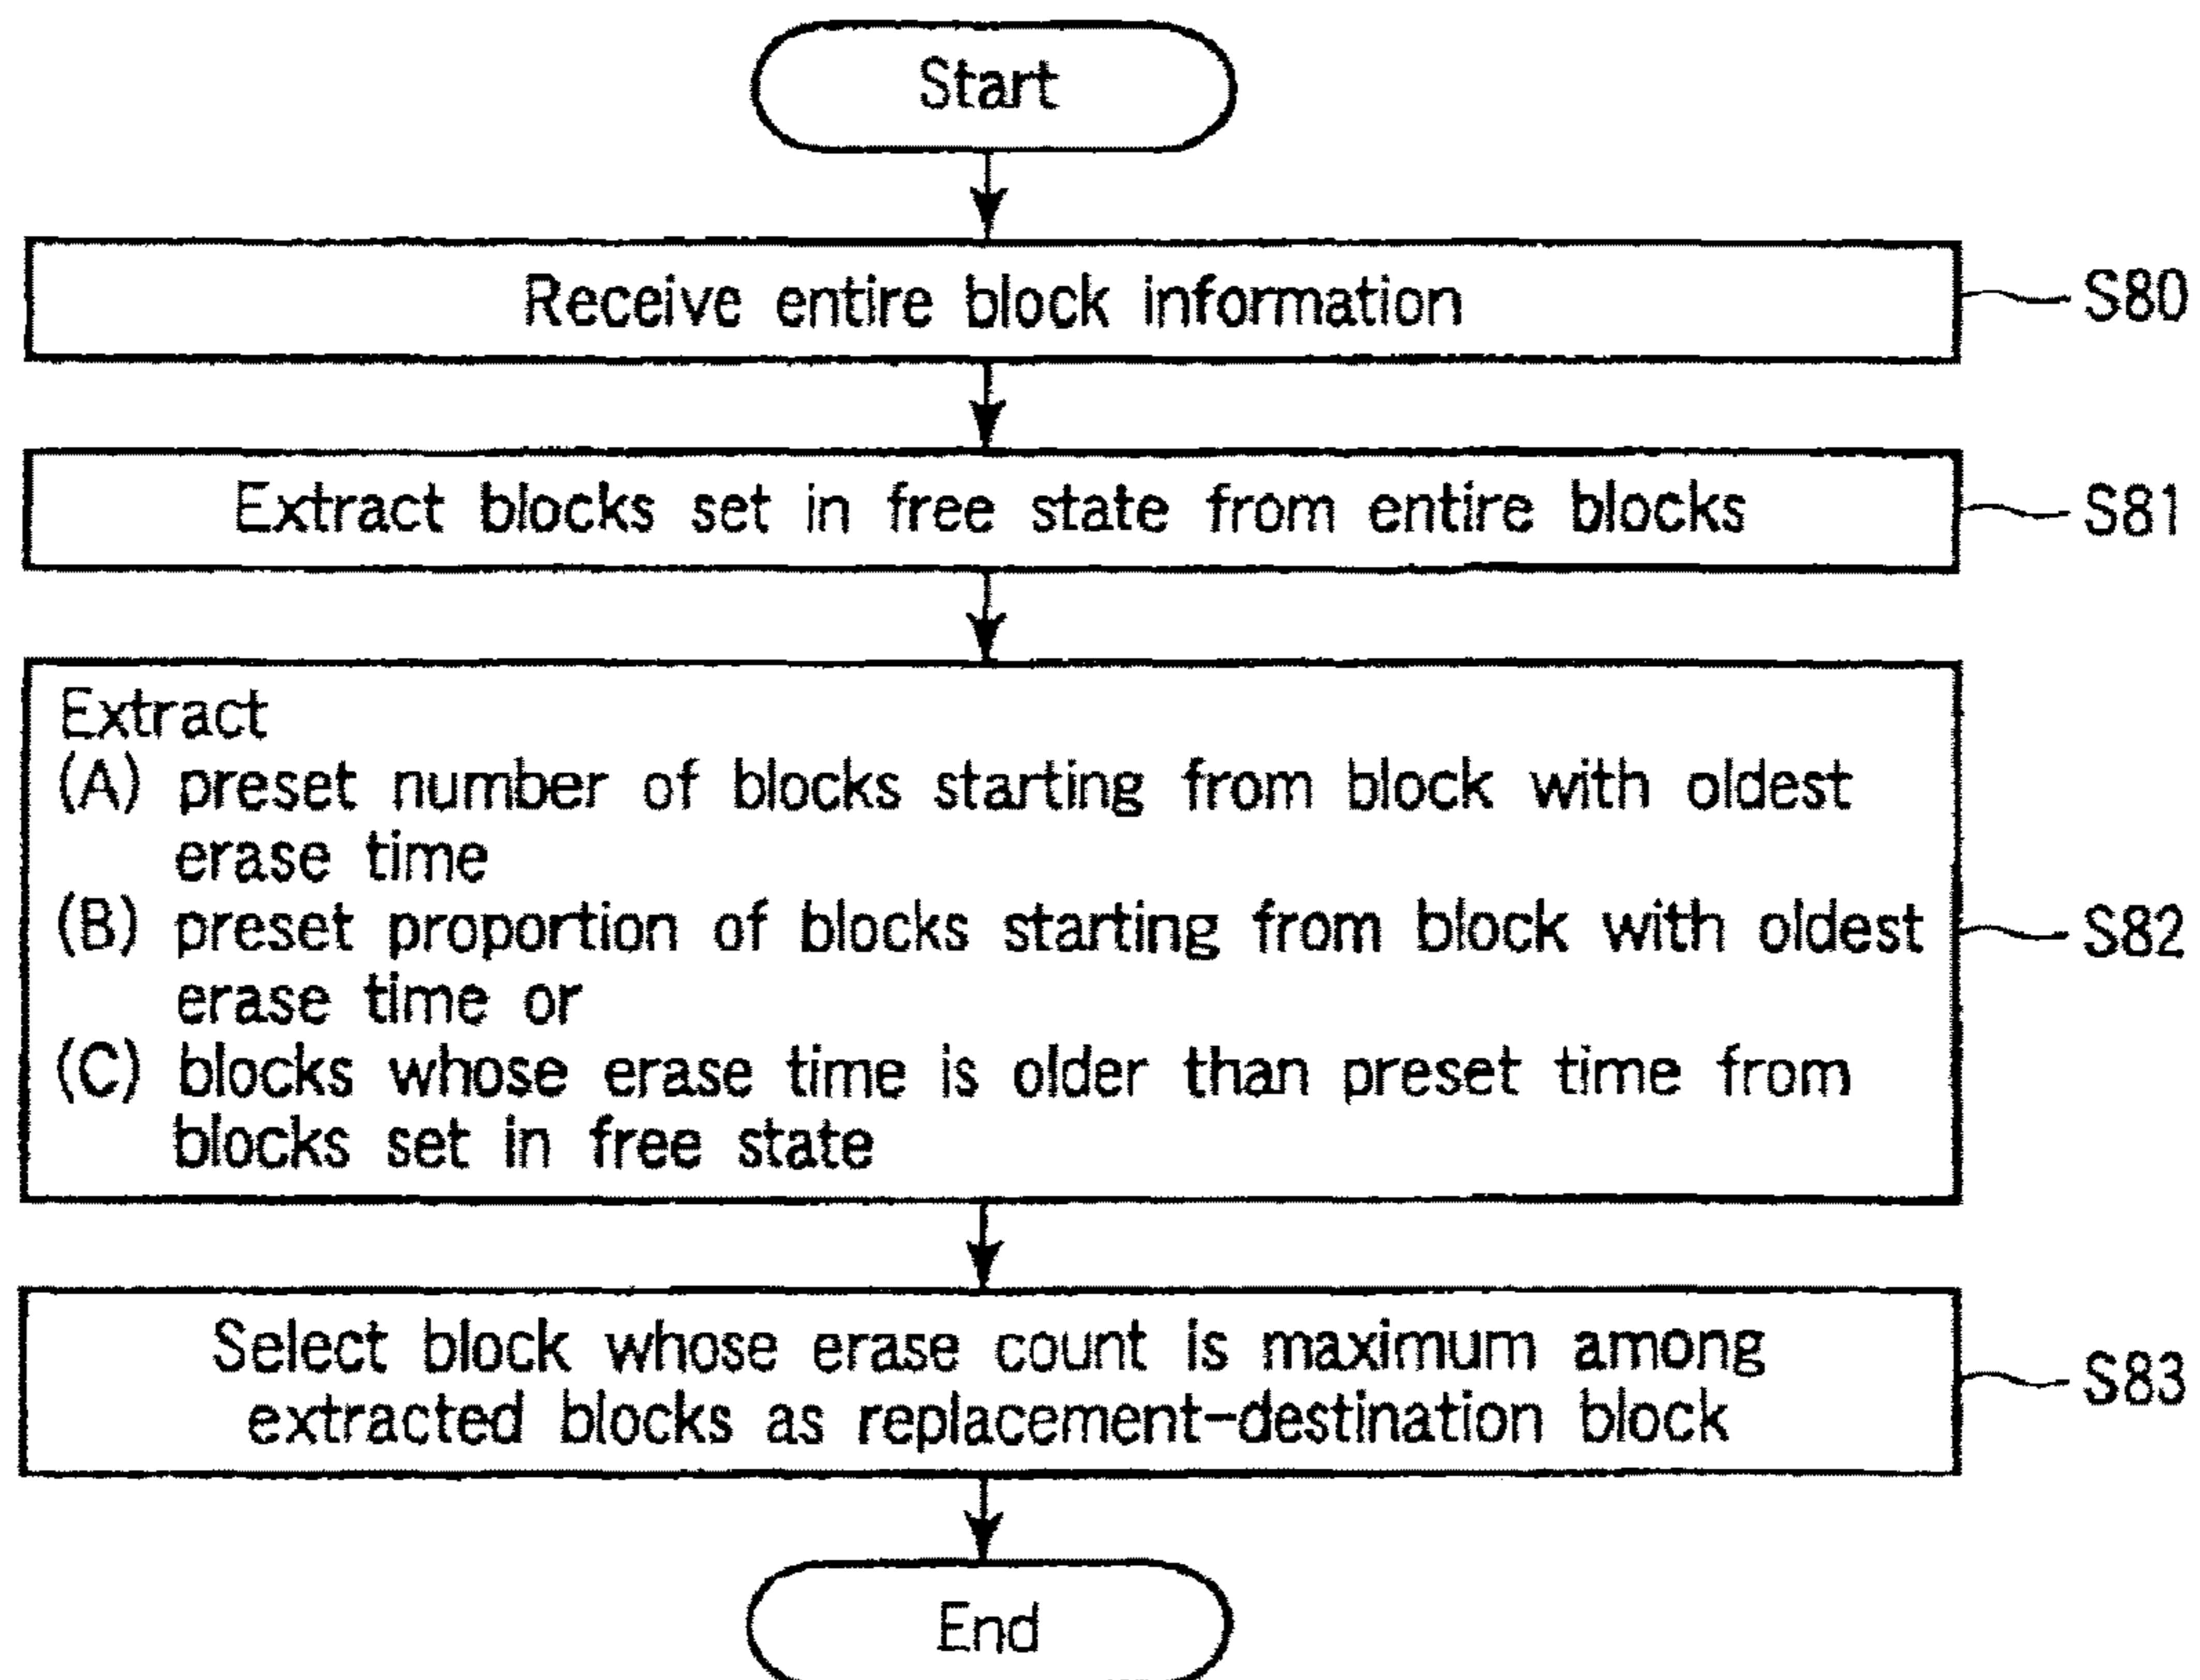 Start
Receive entire block information
S80
Extract blocks set in free state from entire blocks
S81
Extract
(A) preset number of blocks starting from block with oldest
erase time
(B) preset proportion of blocks starting from block with oldest
erase time or
(C) blocks whose erase time is older than preset time from
blocks set in free state
S82
Select block whose erase count is maximum among
extracted blocks as replacement-destination block
S83
End